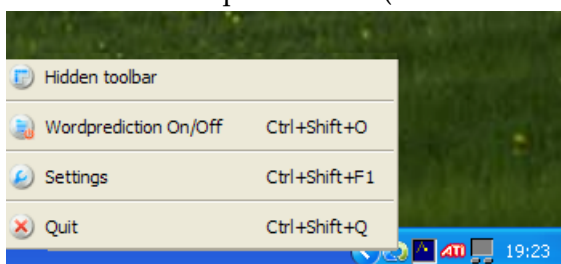 Hidden toolbar
Wordprediction On/Off Ctrl+Shift+O
Settings Ctrl+Shift+F1
Quit Ctrl+Shift+Q
ATI 19:23